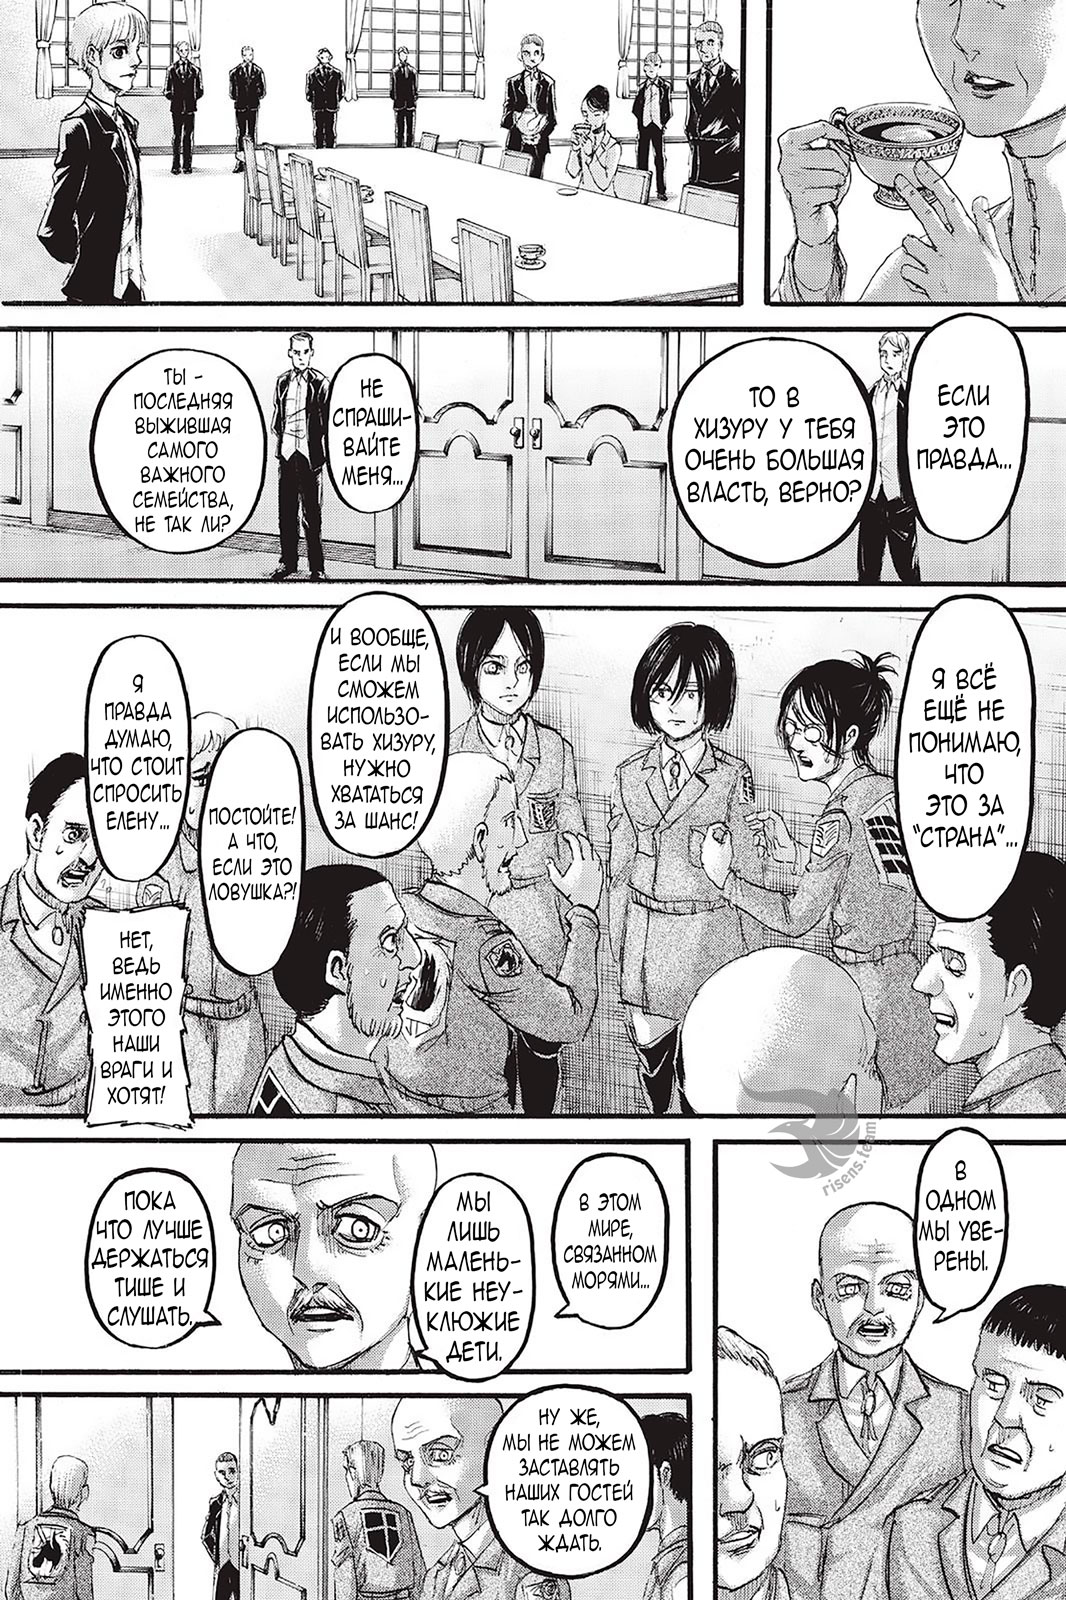 ЕСЛИ
ЭТО
ПРАВДА...
ТО В
ХИЗУРУ У ТЕБЯ
ОЧЕНЬ БОЛЬШАЯ
ВЛАСТЬ, ВЕРНО?
НЕ
СПРАШИ-
ВАЙТЕ
МЕНЯ...
ТЫ -
ПОСЛЕДНЯЯ
ВЫЖИВШАЯ
САМОГО
ВАЖНОГО
СЕМЕЙСТВА,
НЕ ТАК ЛИ?
Я ВСЁ
ЕЩЁ НЕ
ПОНИМАЮ,
ЧТО
ЭТО ЗА
"СТРАНА"...
И ВООБЩЕ,
ЕСЛИ МЫ
СМОЖЕМ
ИСПОЛЬЗО-
ВАТЬ ХИЗУРУ,
НУЖНО
ХВАТАТЬСЯ
ЗА ШАНС!
ПОСТОЙТЕ!
А ЧТО,
ЕСЛИ ЭТО
ЛОВУШКА?!
Я
ПРАВДА
ДУМАЮ,
ЧТО СТОИТ
СПРОСИТЬ
ЕЛЕНУ...
НЕТ,
ВЕДЬ
ИМЕННО
ЭТОГО
НАШИ
ВРАГИ И
ХОТЯТ!
risens.team
В
ОДНОМ
МЫ УВЕ-
РЕНЫ.
В ЭТОМ
МИРЕ,
СВЯЗАННОМ
МОРЯМИ...
МЫ
ЛИШЬ
МАЛЕНЬ-
КИЕ НЕУ-
КЛЮЖИЕ
ДЕТИ.
ПОКА
ЧТО ЛУЧШЕ
ДЕРЖАТЬСЯ
ТИШЕ И
СЛУШАТЬ.
НУ ЖЕ,
МЫ НЕ МОЖЕМ
ЗАСТАВЛЯТЬ
НАШИХ ГОСТЕЙ
ТАК ДОЛГО
ЖДАТЬ.